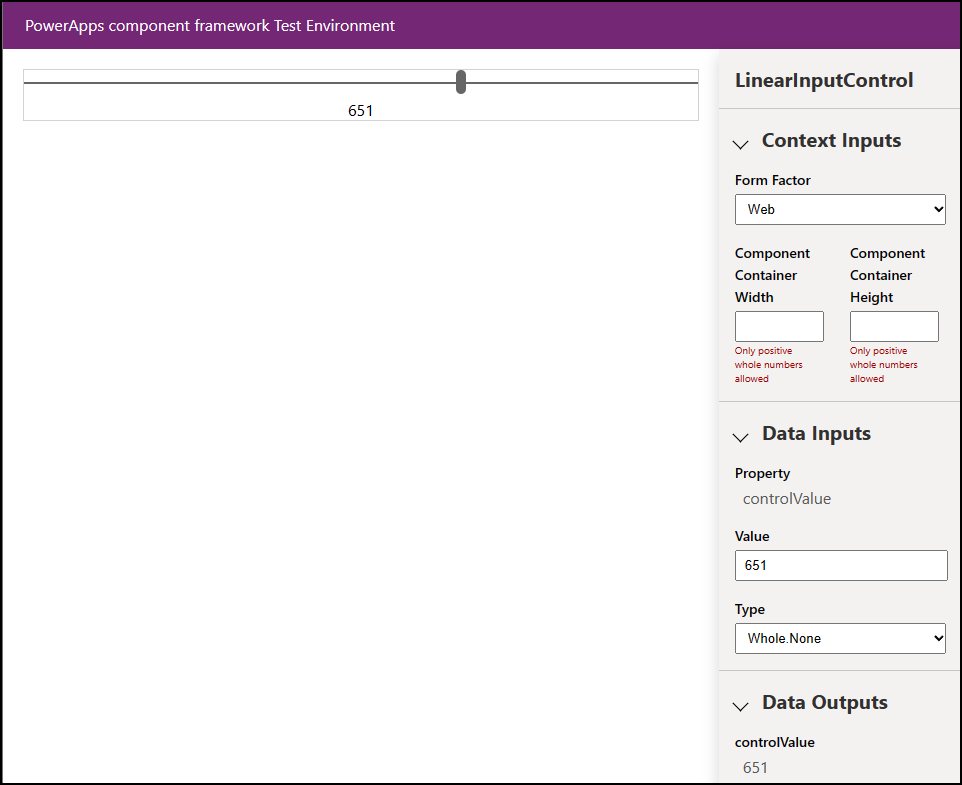 PowerApps component framework Test Environment
651
LinearInputControl
Context Inputs
Form Factor
Web
Component
Container
Width
Component
Container
Height
Only positive
whole numbers
allowed
Only positive
whole numbers
allowed
Data Inputs
Property
controlValue
Value
651
Type
Whole.None
Data Outputs
controlValue
651